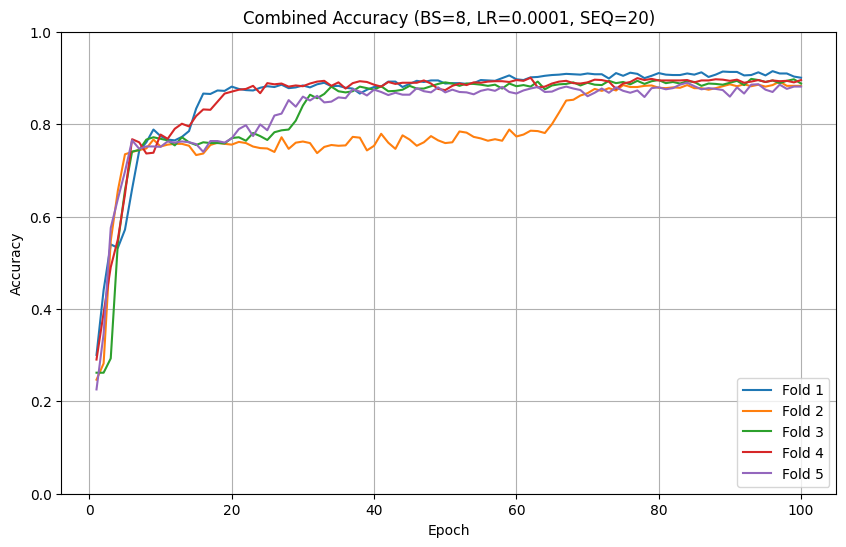 Combined Accuracy (BS=8, LR=0.0001, SEQ=20)
1.0
0.8
0.6
0.4
0.2
0.0
Accuracy
0 20 40 60 80 100
Epoch
Fold 1
Fold 2
Fold 3
Fold 4
Fold 5